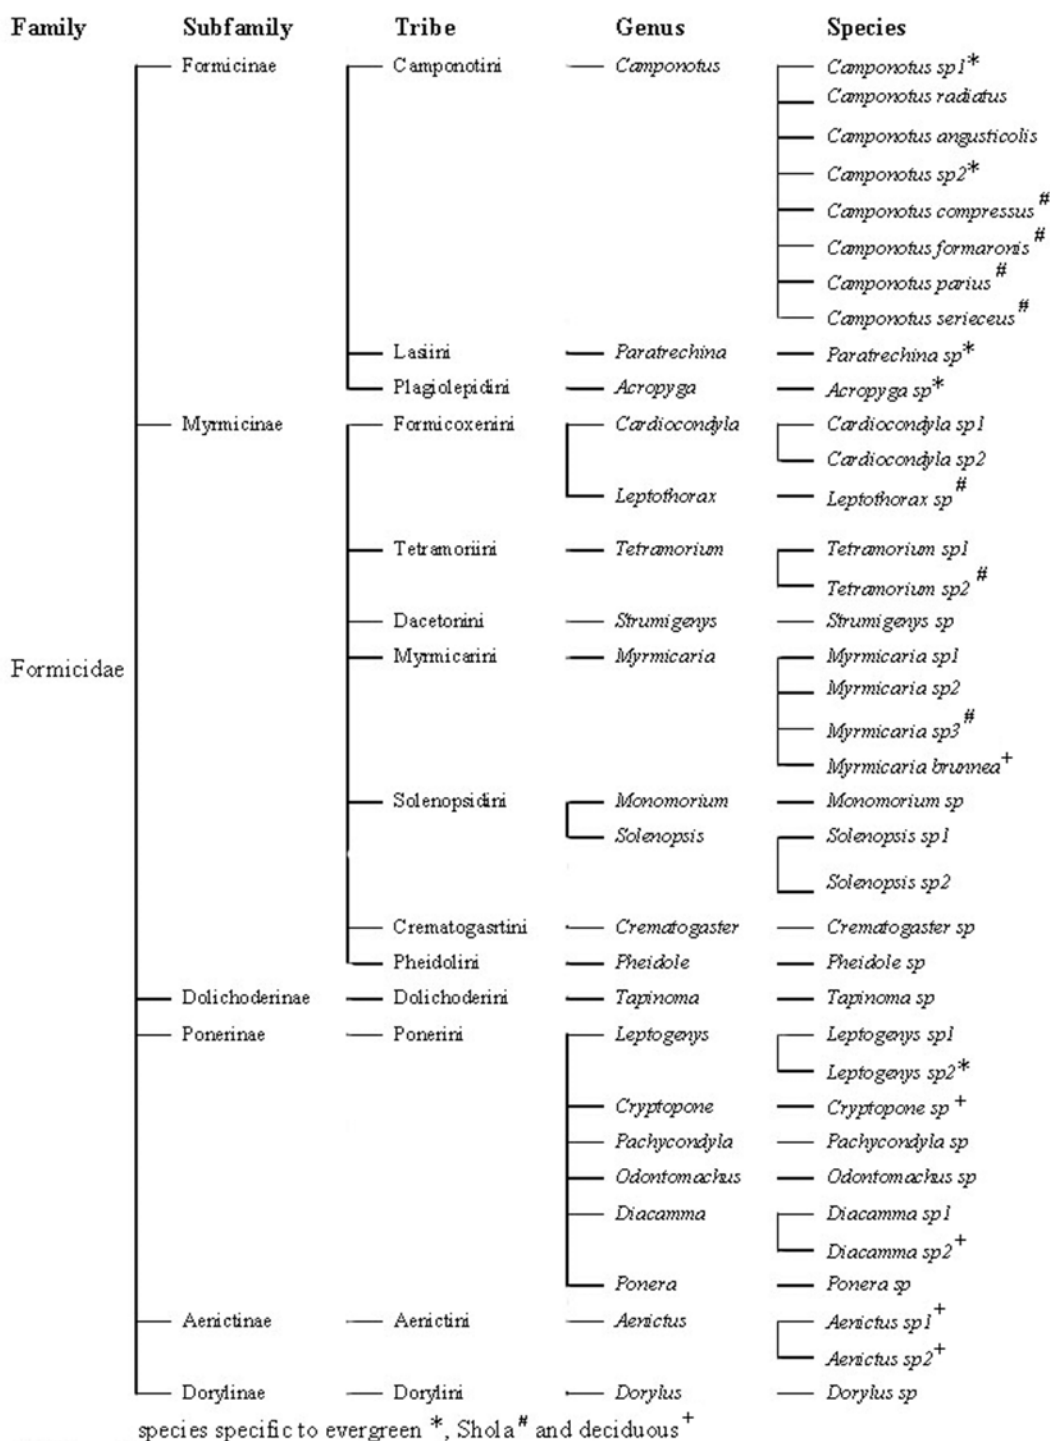 Family Subfamily Tribe Genus Species
Formicinae Camponotini Camponotus Camponotus sp1*
Camponotus radiatus
Camponotus angusticolis
Camponotus sp2*
Camponotus compressus#
Camponotus formaronis#
Camponotus parius#
Camponotus serieceus#
Lasiini Paratrechina Paratrechina sp*
Plagiolepidini Acropyga Acropyga sp*
Myrmicinae Formicoxenini Cardiocondyla Cardiocondyla sp1
Cardiocondyla sp2
Leptothorax Leptothorax sp#
Tetramoriini Tetramorium Tetramorium sp1
Tetramorium sp2#
Dacetonini Strumigenys Strumigenys sp
Myrmicarini Myrmicaria Myrmicaria sp1
Formicidae
Myrmicaria sp2
Myrmicaria sp3#
Myrmicaria brunnea+
Solenopsidini Monomorium Monomorium sp
Solenopsis Solenopsis sp1
Solenopsis sp2
Crematogasrtini Crematogaster Crematogaster sp
Pheidolini Pheidole Pheidole sp
Dolichoderinae Dolichoderini Tapinoma Tapinoma sp
Ponerinae Ponerini Leptogenys Leptogenys sp1
Leptogenys sp2*
Cryptopone Cryptopone sp+
Pachycondyla Pachycondyla sp
Odontomachus Odontomachus sp
Diacamma Diacamma sp1
Diacamma sp2+
Ponera Ponera sp
Aenictinae Aenictini Aenictus Aenictus sp1+
Aenictus sp2+
Dorylinae Dorylini Dorylus Dorylus sp
species specific to evergreen *, Shola# and deciduous+